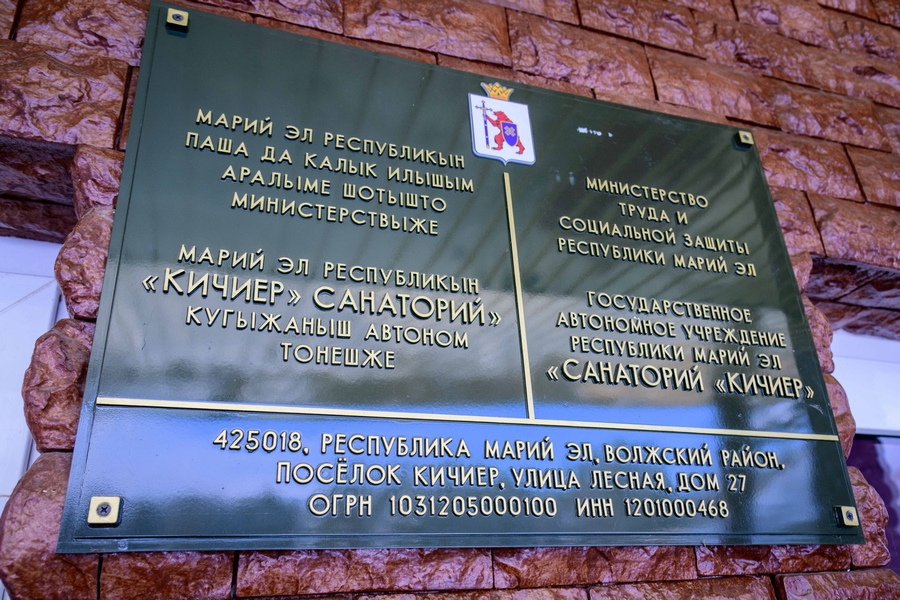 МАРИЙ ЭЛ РЕСПУБЛИКЫН
ПАША ДА КАЛЫК ИЛЫШЫМ
АРАЛЫМЕ ШОТЫШТО
МИНИСТЕРСТВЫЖЕ
МАРИЙ ЭЛ РЕСПУБЛИКЫН
«КИЧИЕР» САНАТОРИЙ»
КУГЫЖАНЫШ АВТОНОМ
ТОНЕШЖЕ
МИНИСТЕРСТВО
ТРУДА И
СОЦИАЛЬНОЙ ЗАЩИТЫ
РЕСПУБЛИКИ МАРИЙ ЭЛ
ГОСУДАРСТВЕННОЕ
АВТОНОМНОЕ УЧРЕЖДЕНИЕ
РЕСПУБЛИКИ МАРИЙ ЭЛ
«САНАТОРИЙ «КИЧИЕР»
425018, РЕСПУБЛИКА МАРИЙ ЭЛ, ВОЛЖСКИЙ РАЙОН,
ПОСЁЛОК КИЧИЕР, УЛИЦА ЛЕСНАЯ, ДОМ 27
ОГРН 1031205000100 ИНН 1201000468